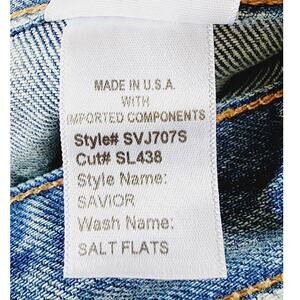 MADE IN U.S.A.
WITH
IMPORTED COMPONENTS
Style# SVJ707S
Cut# SL438
Style Name:
SAVIOR
Wash Name:
SALT FLATS